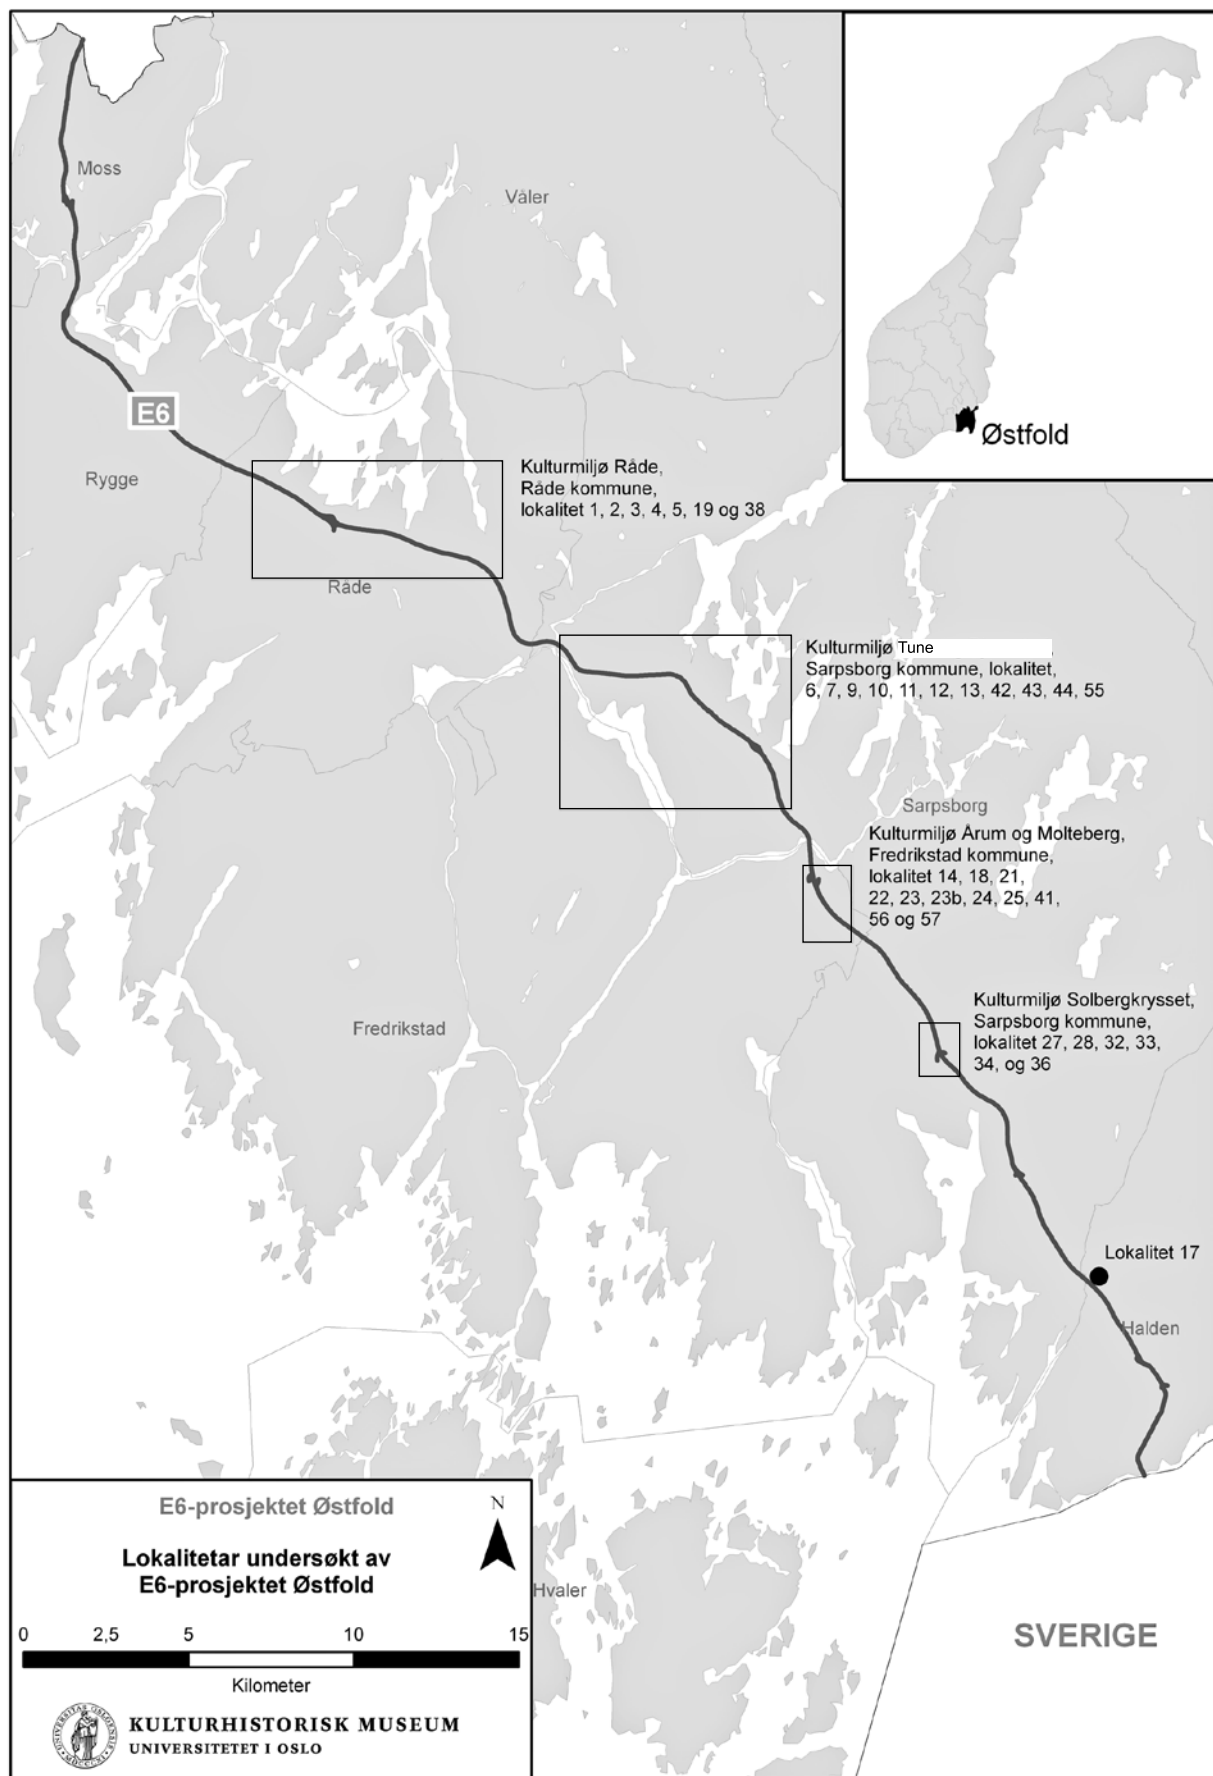 Moss
Våler
Østfold
E6
Rygge
Kulturmiljø Råde,
Råde kommune,
lokalitet 1, 2, 3, 4, 5, 19 og 38
Råde
Kulturmiljø Tune ,
Sarpsborg kommune, lokalitet,
6, 7, 9, 10, 11, 12, 13, 42, 43, 44, 55
Sarpsborg
Kulturmiljø Årum og Molteberg,
Fredrikstad kommune,
lokalitet 14, 18, 21,
22, 23, 23b, 24, 25, 41,
56 og 57
Kulturmiljø Solbergkrysset,
Sarpsborg kommune,
lokalitet 27, 28, 32, 33,
34, og 36
Fredrikstad
Lokalitet 17
Halden
Hvaler
SVERIGE
E6-prosjektet Østfold
N
Lokalitetar undersøkt av
E6-prosjektet Østfold
0 2,5 5 10 15
Kilometer
KULTURHISTORISK MUSEUM
UNIVERSITETET I OSLO